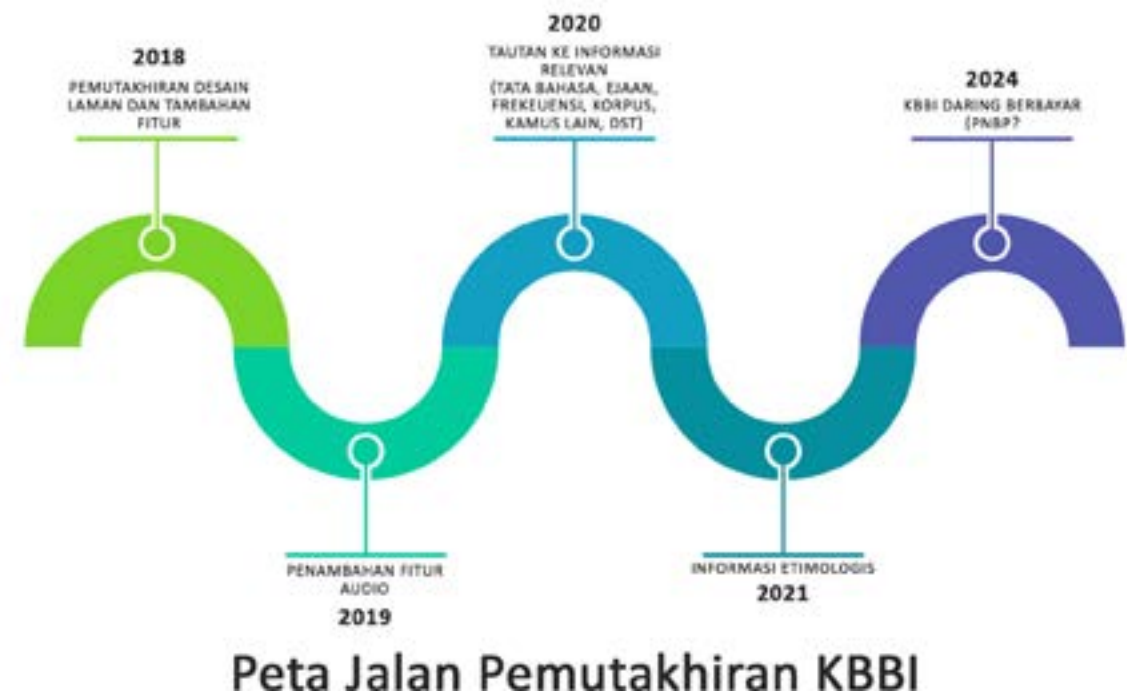 2018
PEMUTAKHIRAN DESAIN
LAMAN DAN TAMBAHAN
FITUR
PENAMBAHAN FITUR
AUDIO
2019
2020
TAUTAN KE INFORMASI
RELEVAN
(TATA BAHASA, EJAAN,
FREKEUENSI, KORPUS,
KAMUS LAIN, DST)
INFORMASI ETIMOLOGIS
2021
2024
KBBI DARING BERBAYAR
(PNBP?
Peta Jalan Pemutakhiran KBBI